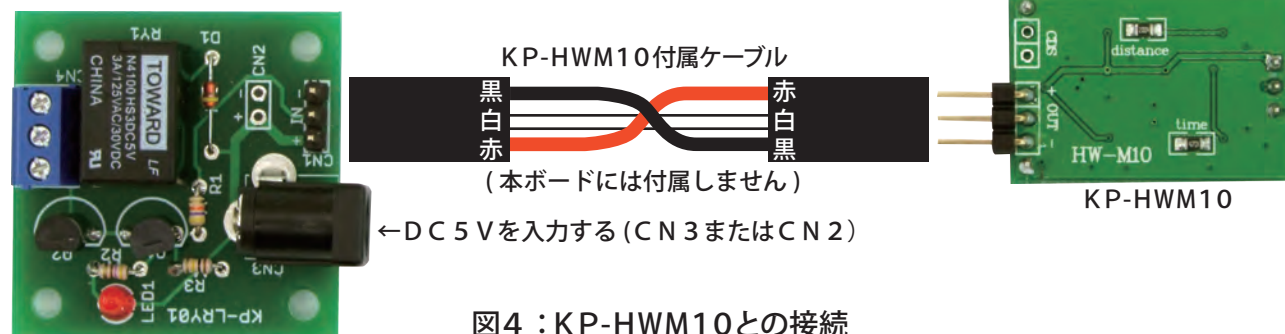 RY1
D1
CN2
CN4
TOWARD
N4100HS3DC5V
3A/125VAC/30VDC
CHINA
LF
-
+
- IN +
CN1
R1
R2
R3
CN3
LED1
KP-LRY01
KP-HWM10付属ケーブル
黒
白
赤
赤
白
黒
(本ボードには付属しません)
←DC5Vを入力する(CN3またはCN2)
CDS
distance
+ OUT -
time
HW-M10
KP-HWM10
図4:KP-HWM10との接続